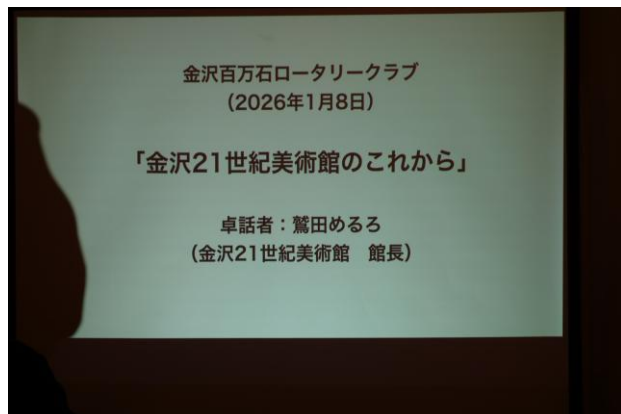 金沢百万石ロータリークラブ
（2026年1月8日）
「金沢21世紀美術館のこれから」
卓話者：鷲田めるろ
（金沢21世紀美術館　館長）